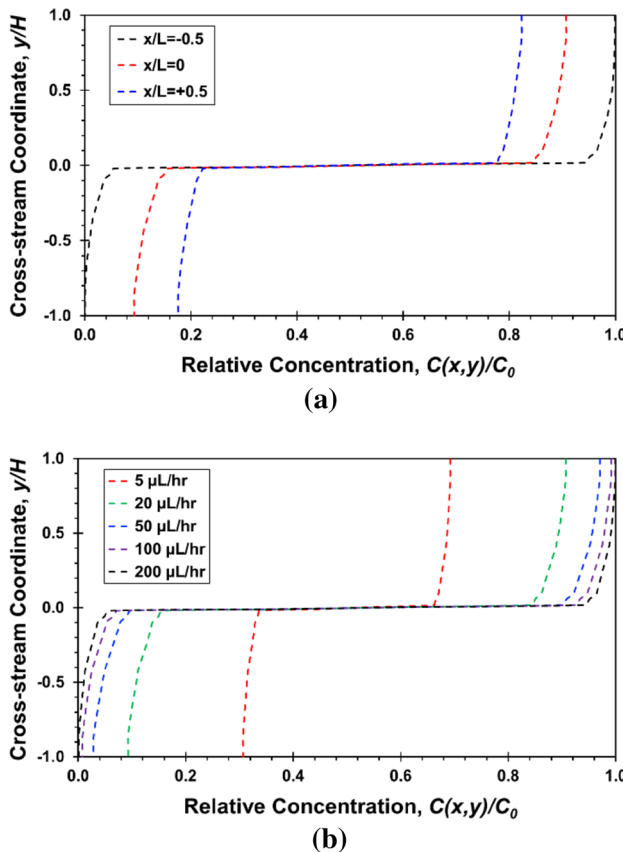 1.0
0.5
0.0
-0.5
-1.0
Cross-stream Coordinate, y/H
x/L=-0.5
x/L=0
x/L=+0.5
0.0 0.2 0.4 0.6 0.8 1.0
Relative Concentration, C(x,y)/C₀
(a)
1.0
0.5
0.0
-0.5
-1.0
Cross-stream Coordinate, y/H
5 µL/hr
20 µL/hr
50 µL/hr
100 µL/hr
200 µL/hr
0.0 0.2 0.4 0.6 0.8 1.0
Relative Concentration, C(x,y)/C₀
(b)